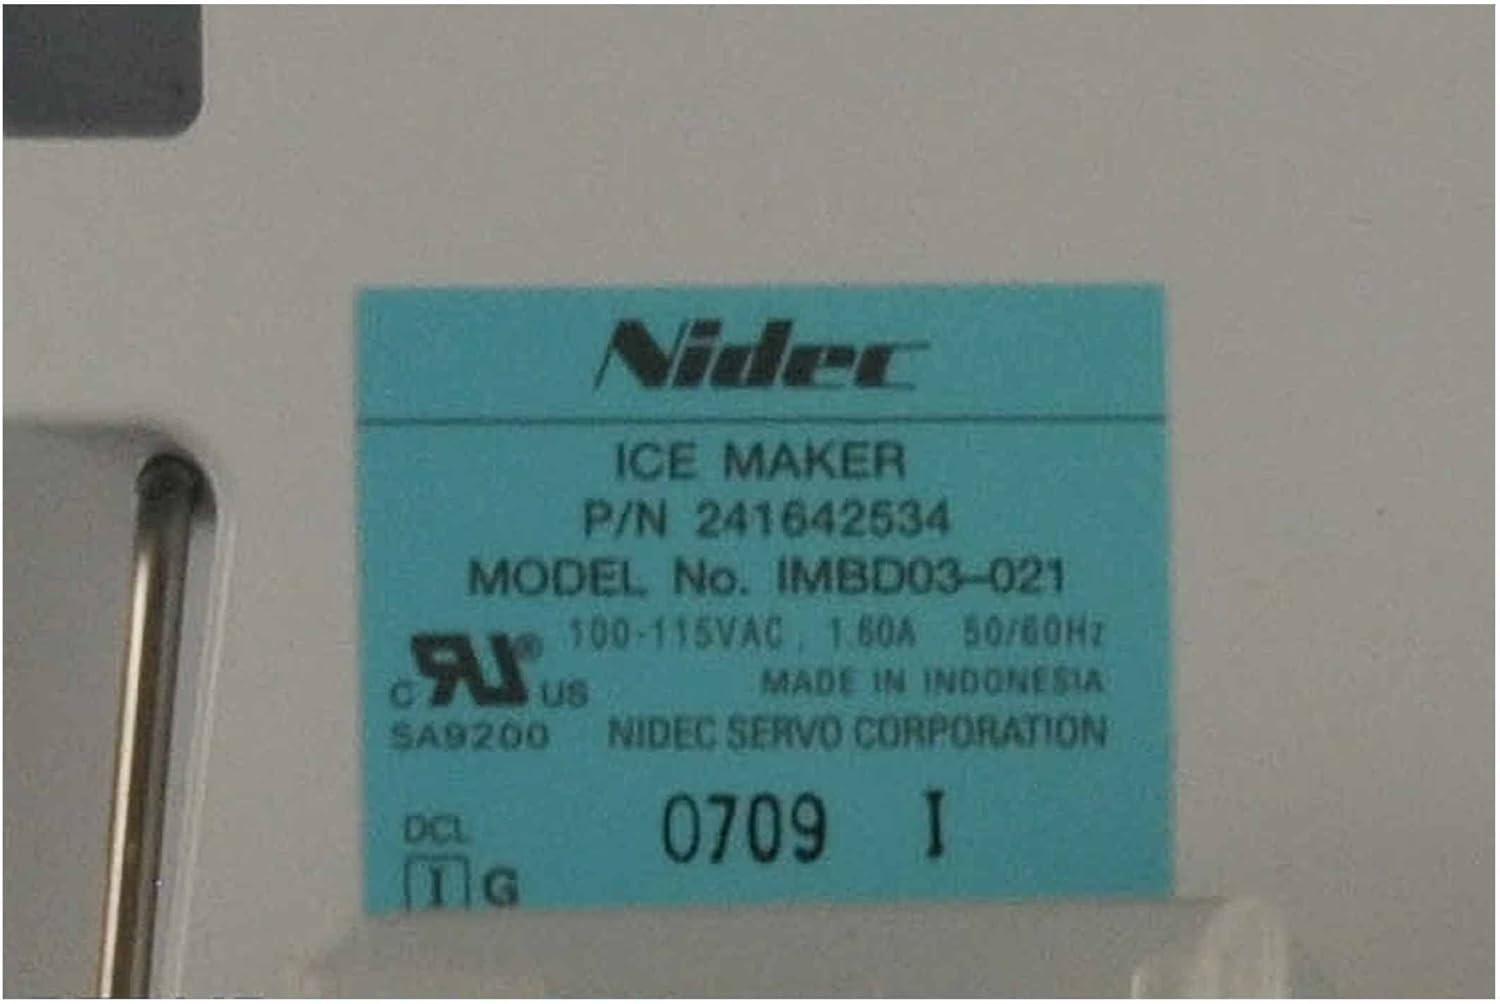 Nidec
ICE MAKER
P/N 241642534
MODEL No. IMBD03-021
100-115VAC, 1.60A 50/60Hz
C RU® US
MADE IN INDONESIA
SA9200 NIDEC SERVO CORPORATION
0709 I
DCL
I G